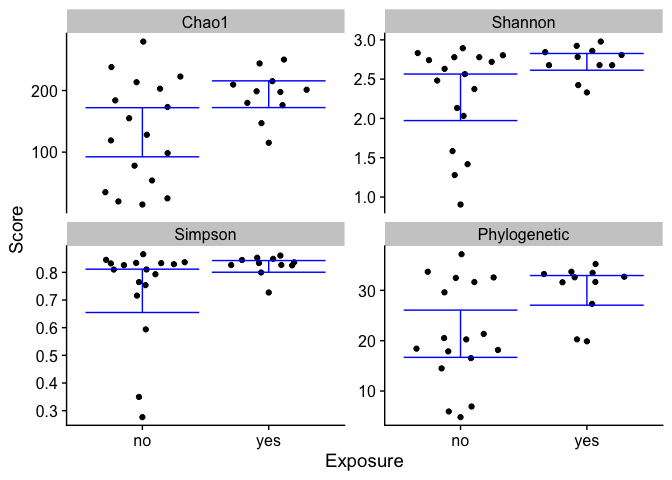 Chao1
Shannon
200
100
3.0
2.5
2.0
1.5
1.0
Score
Simpson
Phylogenetic
0.8
0.7
0.6
0.5
0.4
0.3
30
20
10
no
yes
no
yes
Exposure